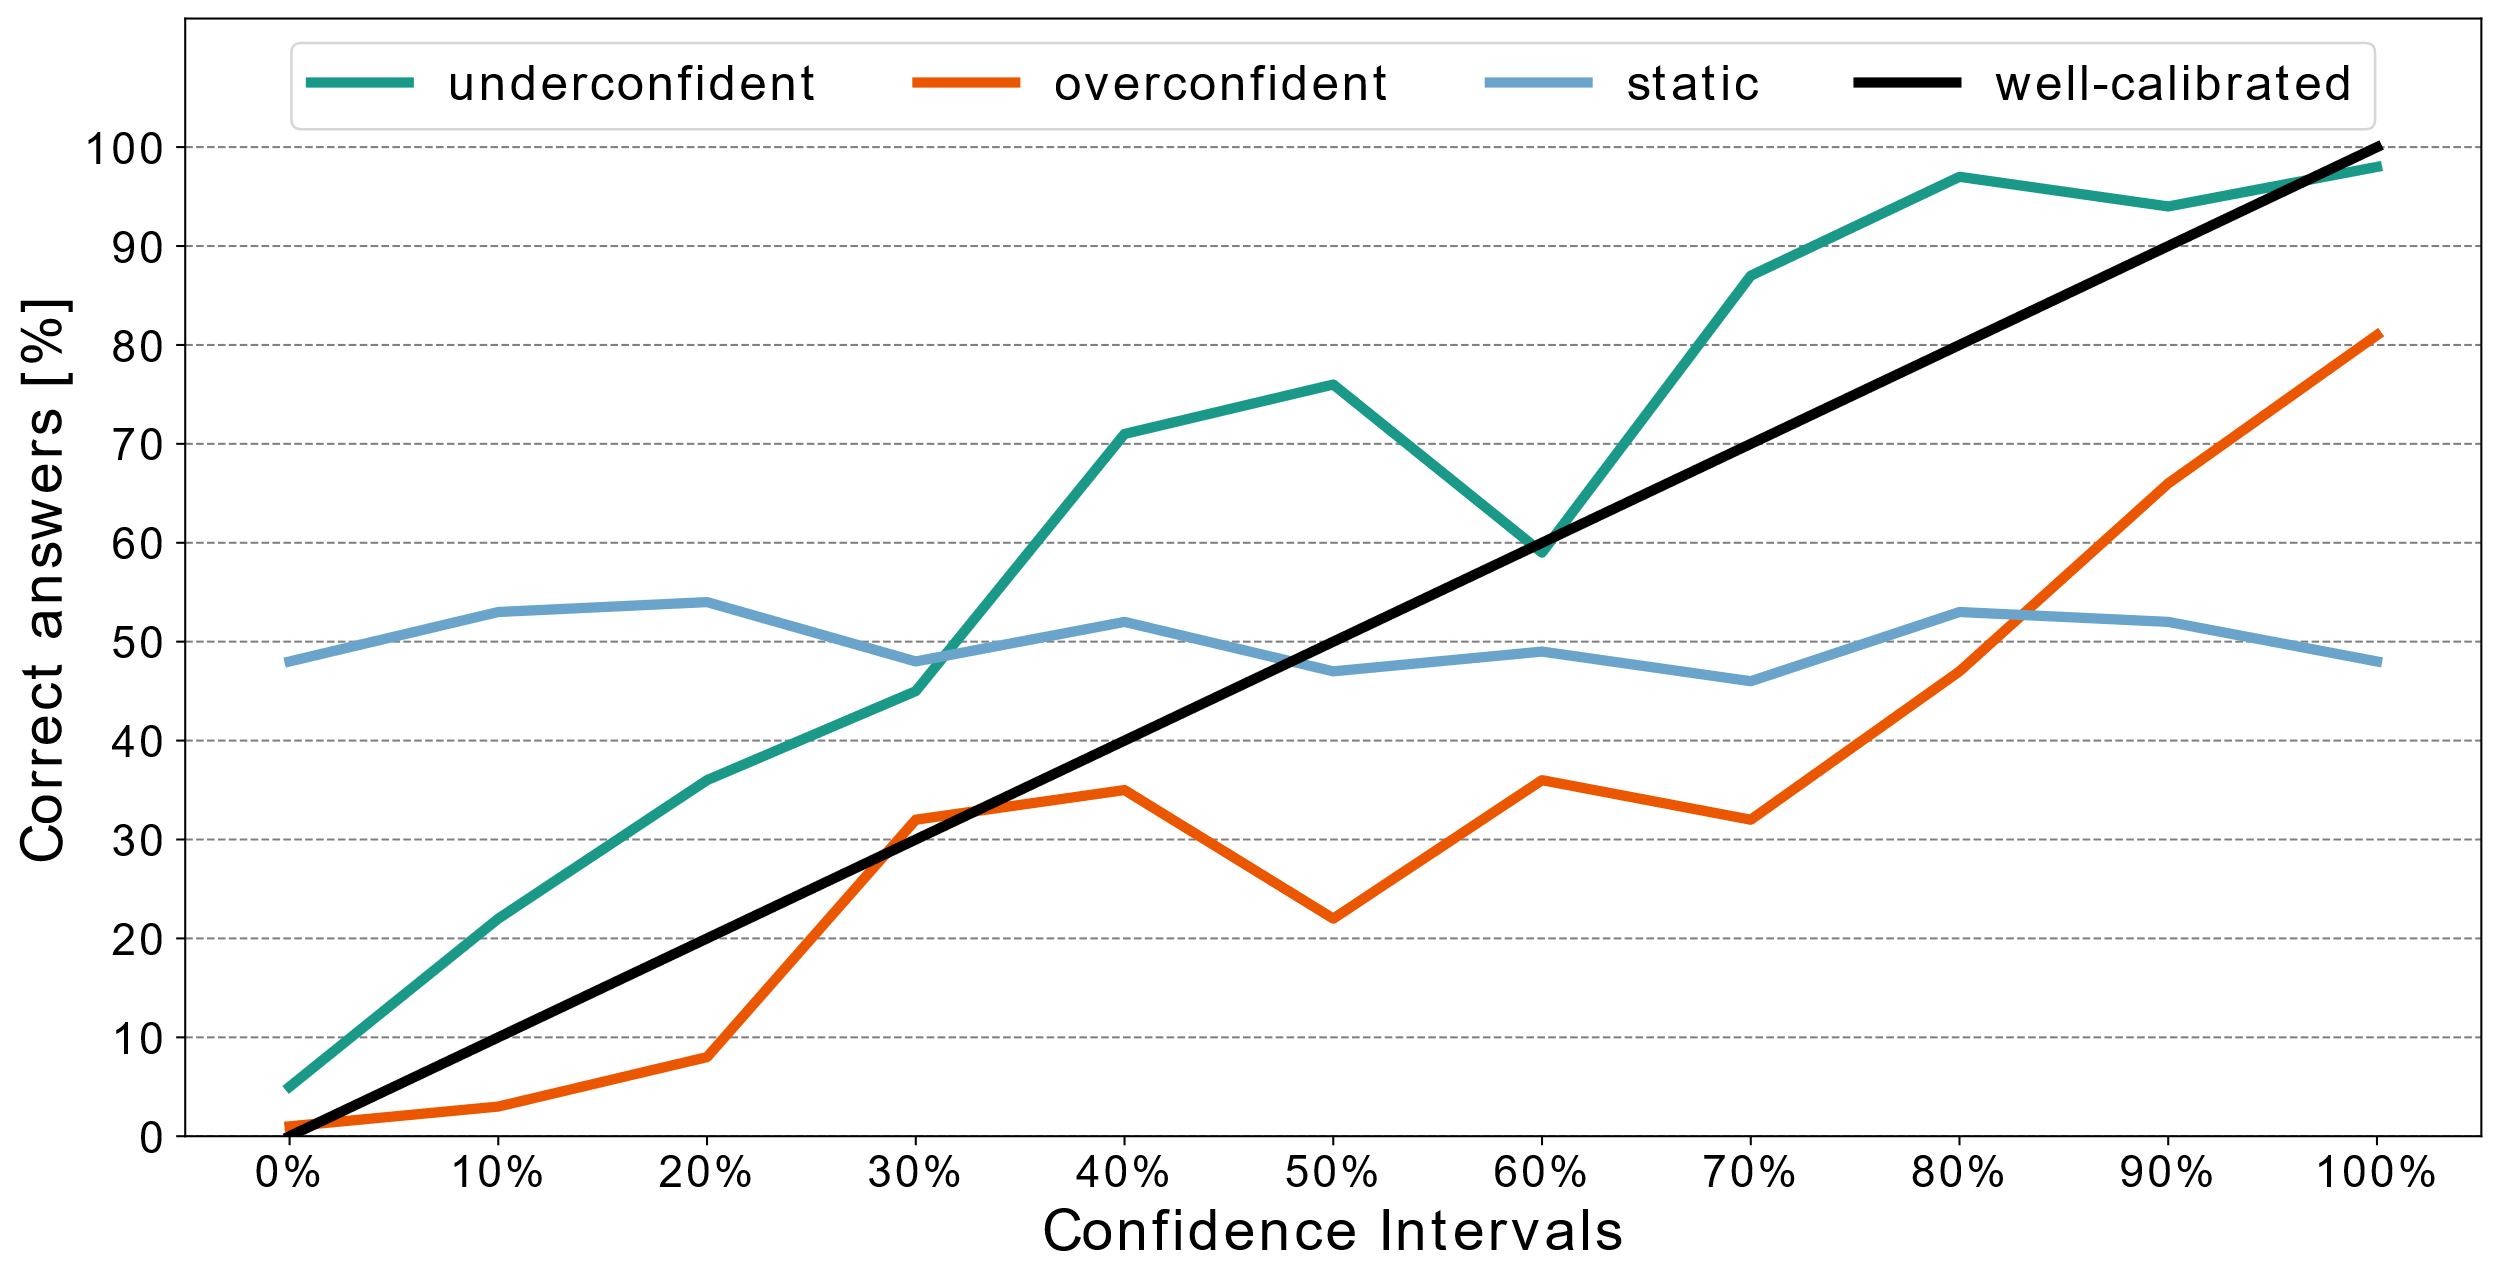 underconfident overconfident static well-calibrated
100
90
80
70
60
50
40
30
20
10
0
Correct answers [%]
0% 10% 20% 30% 40% 50% 60% 70% 80% 90% 100%
Confidence Intervals